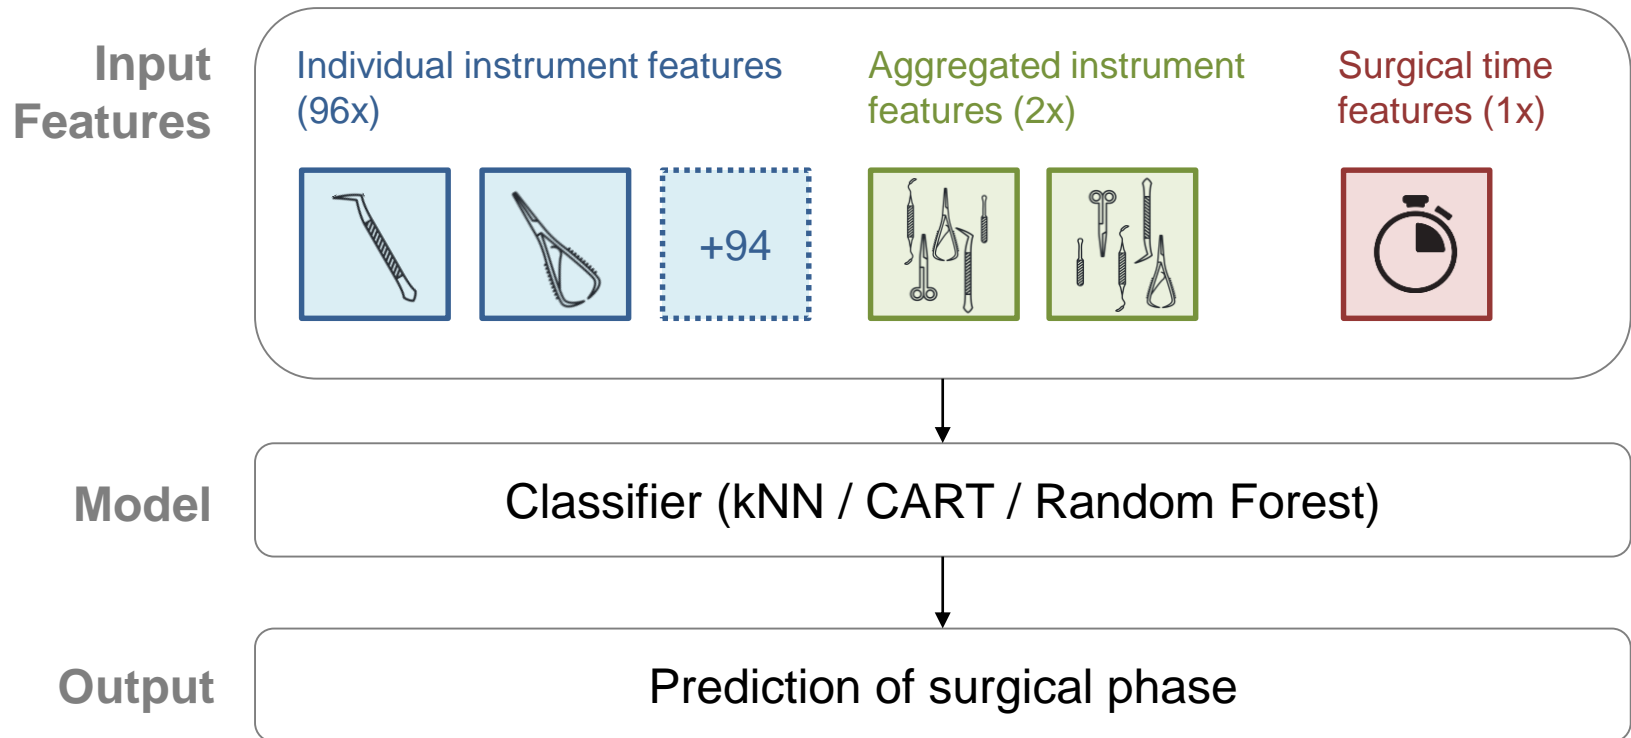 Input
Features
Individual instrument features
(96x)
Aggregated instrument
features (2x)
Surgical time
features (1x)
+94
Model
Classifier (kNN / CART / Random Forest)
Output
Prediction of surgical phase